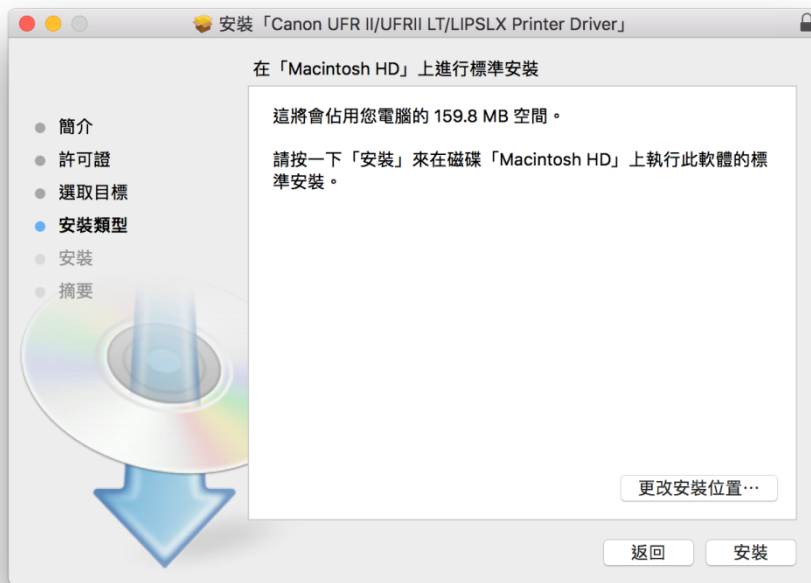 安裝「Canon UFR II/UFRII LT/LIPSLX Printer Driver」
在「Macintosh HD」上進行標準安裝
簡介
許可證
選取目標
安裝類型
安裝
摘要
這將會佔用您電腦的 159.8 MB 空間。
請按一下「安裝」來在磁碟「Macintosh HD」上執行此軟體的標
準安裝。
更改安裝位置⋯
返回
安裝